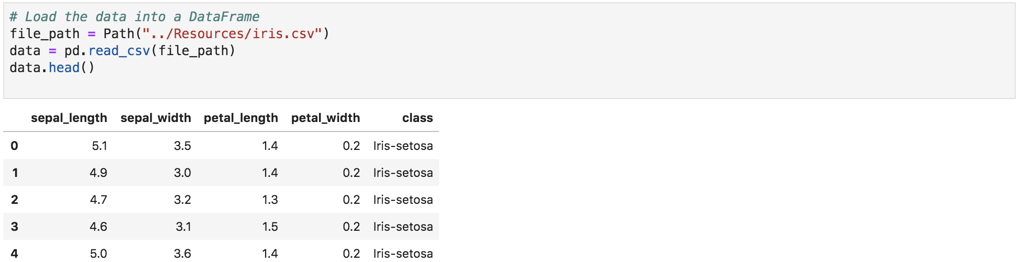 # Load the data into a DataFrame
file_path = Path("../Resources/iris.csv")
data = pd.read_csv(file_path)
data.head()
sepal_length sepal_width petal_length petal_width class
0 5.1 3.5 1.4 0.2 Iris-setosa
1 4.9 3.0 1.4 0.2 Iris-setosa
2 4.7 3.2 1.3 0.2 Iris-setosa
3 4.6 3.1 1.5 0.2 Iris-setosa
4 5.0 3.6 1.4 0.2 Iris-setosa